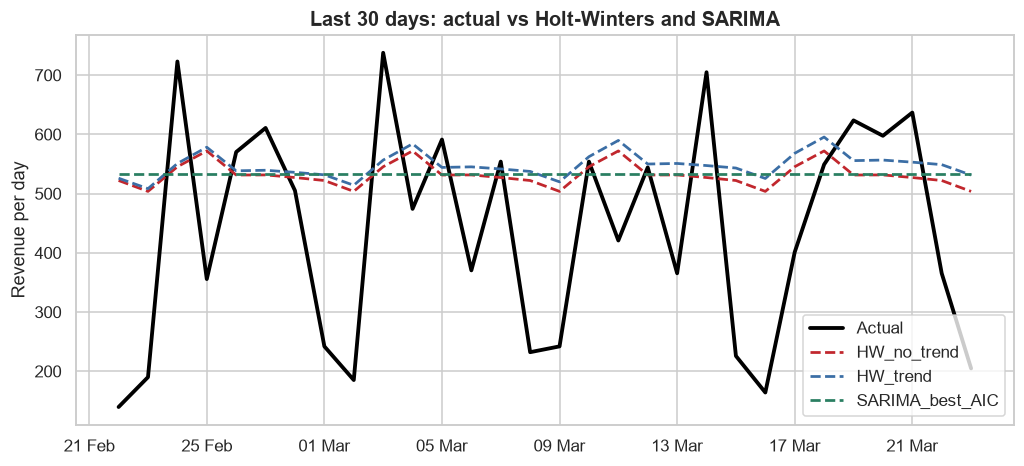 Last 30 days: actual vs Holt-Winters and SARIMA
Revenue per day
700
600
500
400
300
200
21 Feb
25 Feb
01 Mar
05 Mar
09 Mar
13 Mar
17 Mar
21 Mar
Actual
HW_no_trend
HW_trend
SARIMA_best_AIC